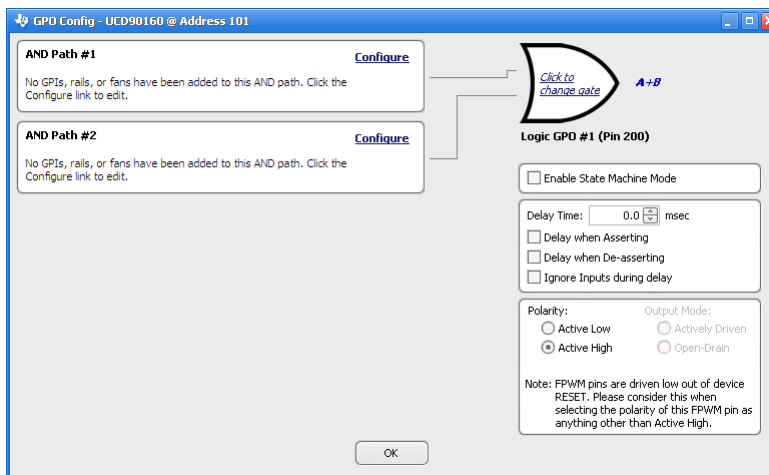 GPO Config - UCD90160 @ Address 101
AND Path #1
Configure
No GPIs, rails, or fans have been added to this AND path. Click the
Configure link to edit.
AND Path #2
Configure
No GPIs, rails, or fans have been added to this AND path. Click the
Configure link to edit.
Click to
change gate
A+B
Logic GPO #1 (Pin 200)
Enable State Machine Mode
Delay Time: 0.0 msec
Delay when Asserting
Delay when De-asserting
Ignore Inputs during delay
Polarity: Output Mode:
Active Low Actively Driven
Active High Open-Drain
Note: FPWM pins are driven low out of device
RESET. Please consider this when
selecting the polarity of this FPWM pin as
anything other than Active High.
OK